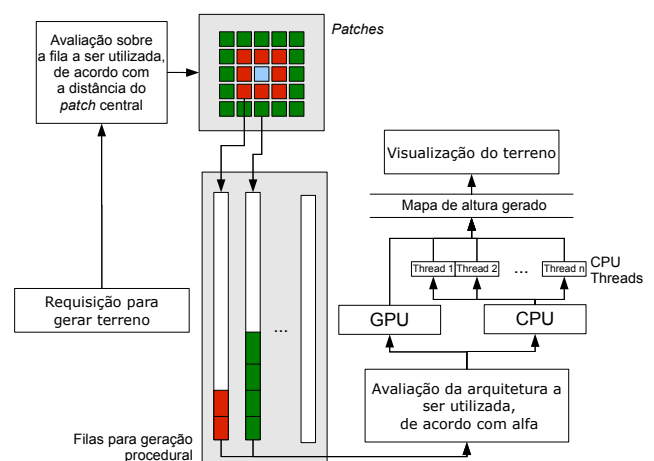 Avaliação sobre
a fila a ser utilizada,
de acordo com
a distância do
patch central
Patches
Visualização do terreno
Mapa de altura gerado
Thread 1
Thread 2
...
Thread n
CPU
Threads
Requisição para
gerar terreno
GPU
CPU
...
Avaliação da arquitetura a
ser utilizada,
de acordo com alfa
Filas para geração
procedural